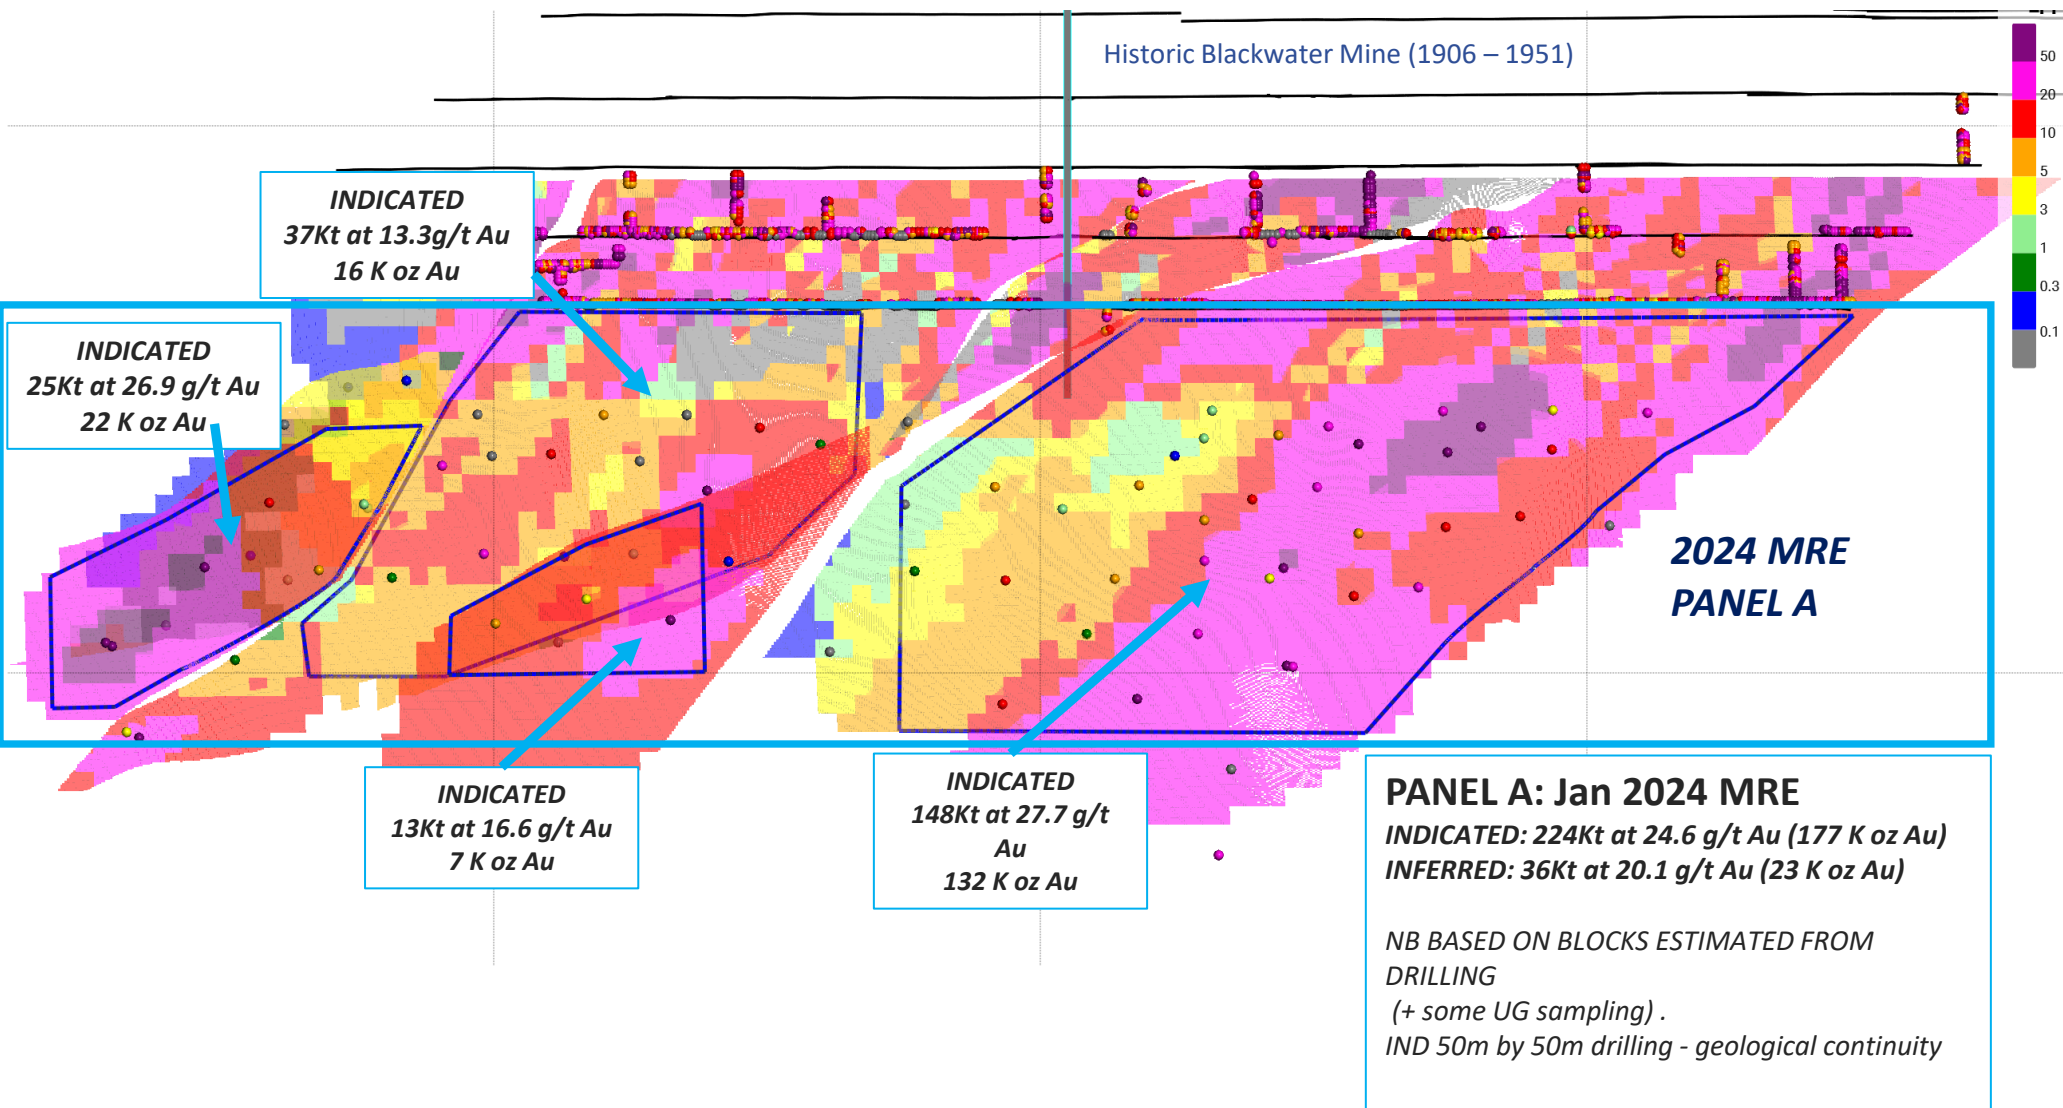 Historic Blackwater Mine (1906 – 1951)
50
20
10
5
3
1
0.3
0.1
INDICATED
37Kt at 13.3g/t Au
16 K oz Au
INDICATED
25Kt at 26.9 g/t Au
22 K oz Au
2024 MRE
PANEL A
INDICATED
13Kt at 16.6 g/t Au
7 K oz Au
INDICATED
148Kt at 27.7 g/t
Au
132 K oz Au
PANEL A: Jan 2024 MRE
INDICATED: 224Kt at 24.6 g/t Au (177 K oz Au)
INFERRED: 36Kt at 20.1 g/t Au (23 K oz Au)
NB BASED ON BLOCKS ESTIMATED FROM
DRILLING
(+ some UG sampling) .
IND 50m by 50m drilling - geological continuity